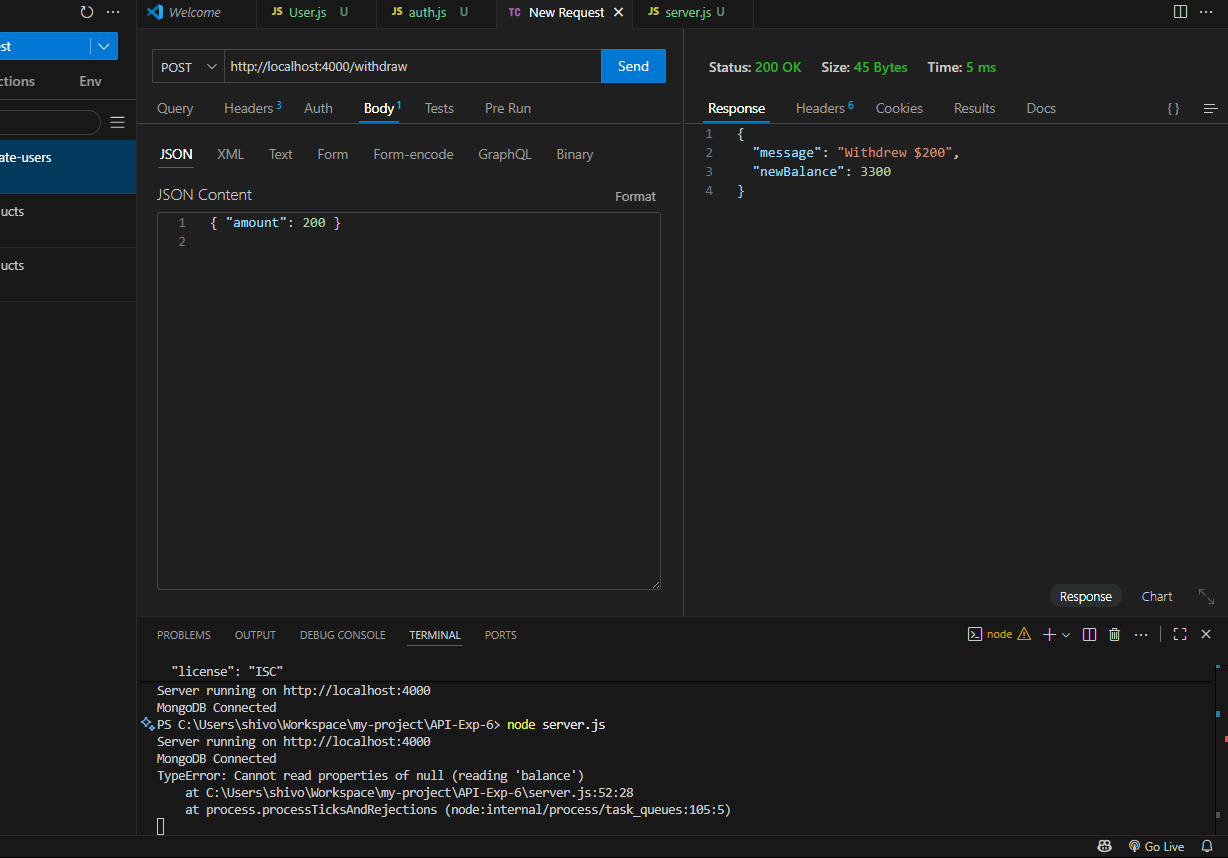 Welcome
JS User.js U
JS auth.js U
TC New Request
JS server.js U
st
ctions Env
ate-users
ucts
ucts
POST http://localhost:4000/withdraw Send
Query Headers 3 Auth Body 1 Tests Pre Run
JSON XML Text Form Form-encode GraphQL Binary
JSON Content Format
1 { "amount": 200 }
2
Status: 200 OK Size: 45 Bytes Time: 5 ms
Response Headers 6 Cookies Results Docs { }
1 {
2 "message": "Withdrew $200",
3 "newBalance": 3300
4 }
Response Chart
PROBLEMS OUTPUT DEBUG CONSOLE TERMINAL PORTS node
"license": "ISC"
Server running on http://localhost:4000
MongoDB Connected
PS C:\Users\shivo\Workspace\my-project\API-Exp-6> node server.js
Server running on http://localhost:4000
MongoDB Connected
TypeError: Cannot read properties of null (reading 'balance')
at C:\Users\shivo\Workspace\my-project\API-Exp-6\server.js:52:28
at process.processTicksAndRejections (node:internal/process/task_queues:105:5)
Go Live